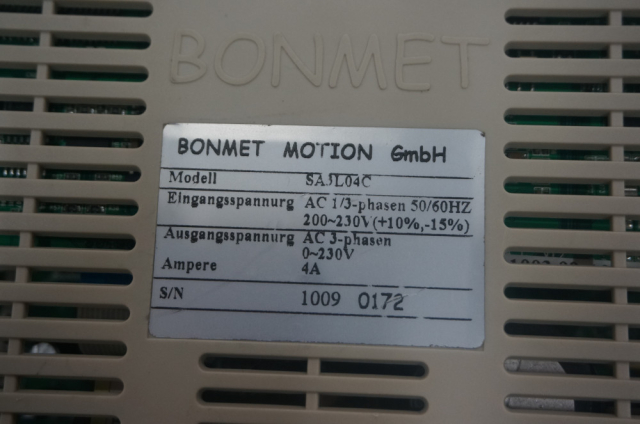 BONMET
BONMET MOTION GmbH
Modell SA3L04C
Eingangsspannurg AC 1/3-phasen 50/60HZ
200~230V(+10%,-15%)
Ausgangsspannung AC 3-phasen
0~230V
Ampere 4A
S/N 1009 0172